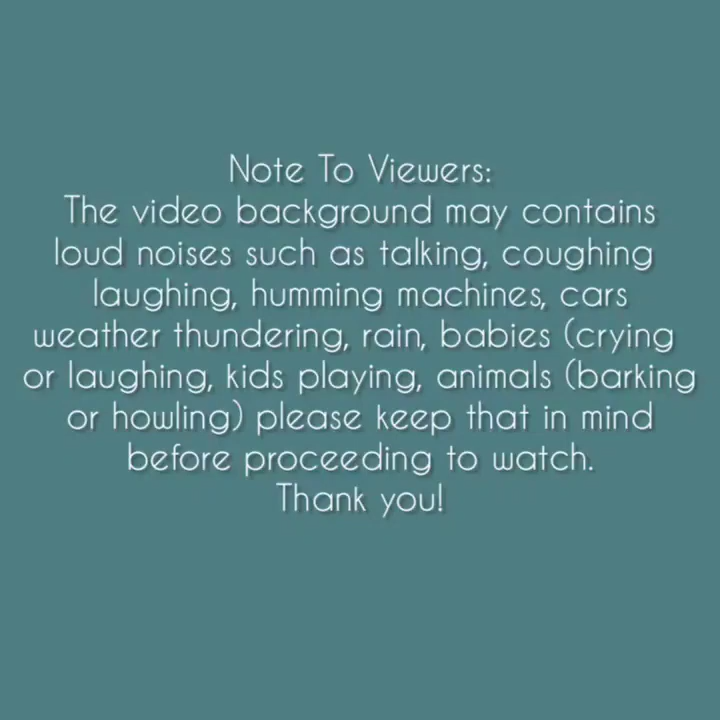 Note To Viewers:
The video background may contains
loud noises such as talking, coughing
laughing, humming machines, cars
weather thundering, rain, babies (crying
or laughing, kids playing, animals (barking
or howling) please keep that in mind
before proceeding to watch.
Thank you!